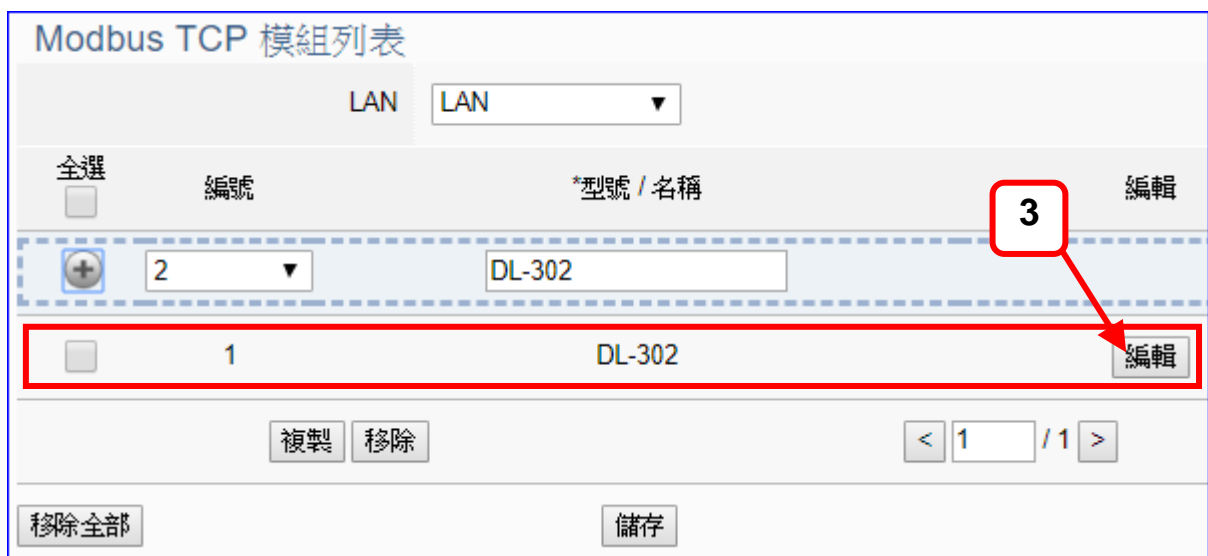 Modbus TCP 模組列表
LAN LAN ▼
全選 編號 *型號 / 名稱 編輯
3
2 ▼ DL-302
1 DL-302 編輯
複製 移除 < 1 / 1 >
移除全部 儲存